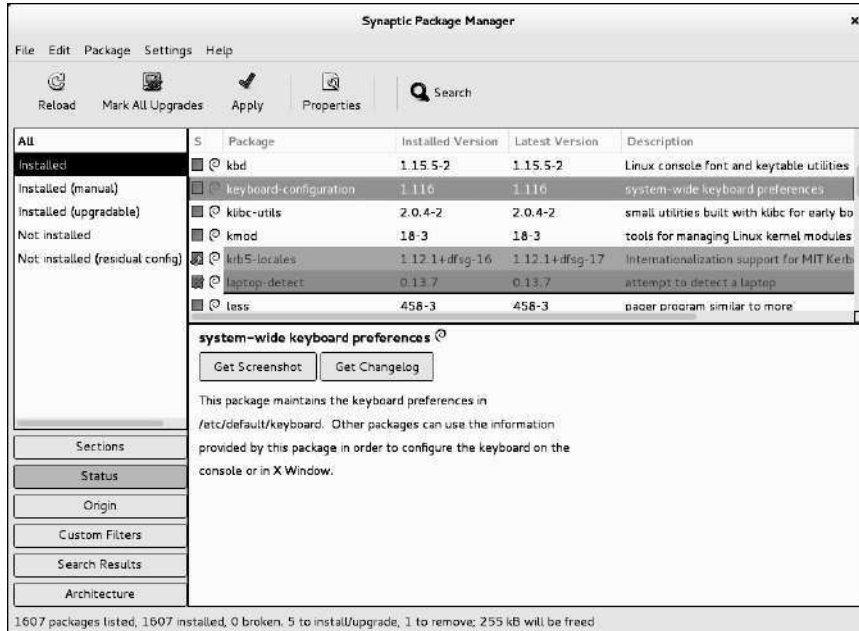 Synaptic Package Manager
File Edit Package Settings Help
Reload Mark All Upgrades Apply Properties Search
All
Installed
Installed (manual)
Installed (upgradable)
Not installed
Not installed (residual config)
S Package Installed Version Latest Version Description
kbd 1.15.5-2 1.15.5-2 Linux console font and keytable utilities
keyboard-configuration 1.116 1.116 system-wide keyboard preferences
klibc-utils 2.0.4-2 2.0.4-2 small utilities built with klibc for early bo
kmod 18-3 18-3 tools for managing Linux kernel modules
krb5-locales 1.12.1+dfsg-16 1.12.1+dfsg-17 Internationalization support for MIT Kerb
laptop-detect 0.13.7 0.13.7 attempt to detect a laptop
less 458-3 458-3 pager program similar to more
system-wide keyboard preferences
Get Screenshot Get Changelog
This package maintains the keyboard preferences in
/etc/default/keyboard. Other packages can use the information
provided by this package in order to configure the keyboard on the
console or in X Window.
Sections
Status
Origin
Custom Filters
Search Results
Architecture
1607 packages listed, 1607 installed, 0 broken. 5 to install/upgrade, 1 to remove; 255 kB will be freed